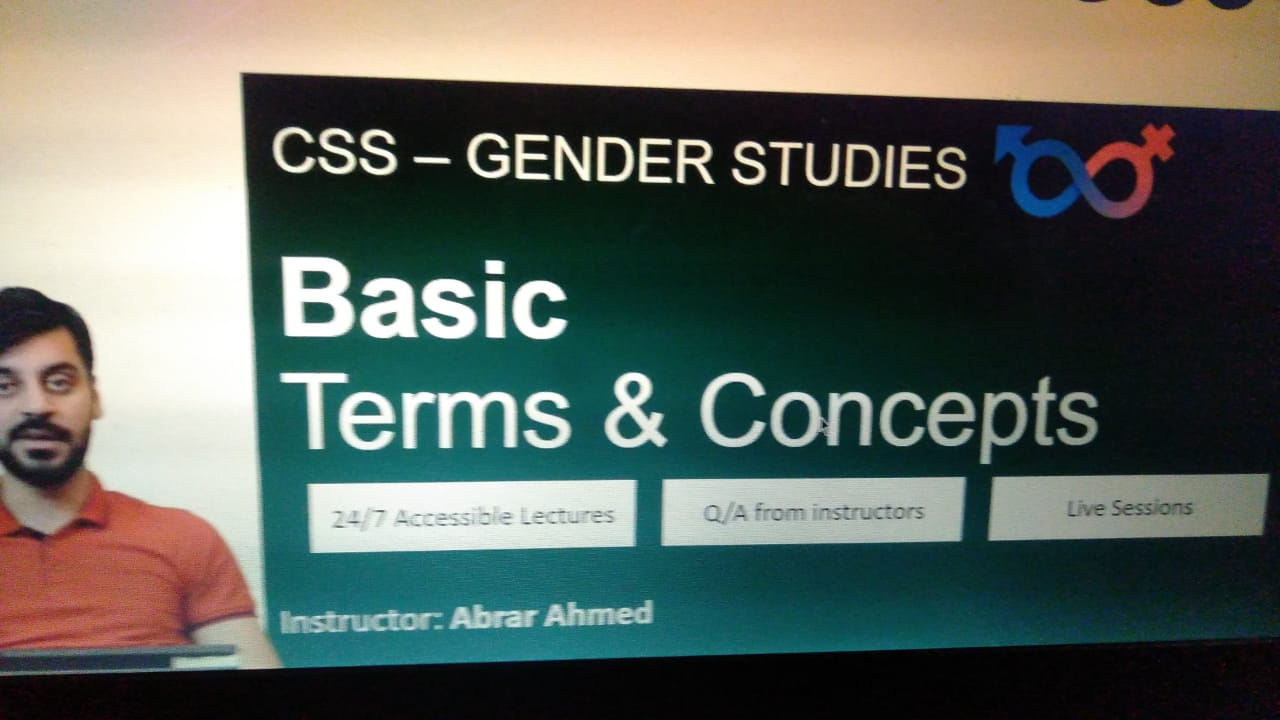 CSS – GENDER STUDIES
Basic
Terms & Concepts
24/7 Accessible Lectures
Q/A from instructors
Live Sessions
Instructor: Abrar Ahmed